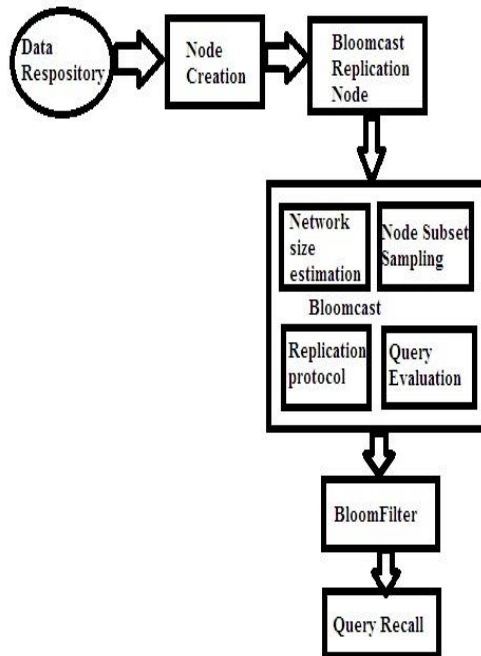 Data
Respository
Node
Creation
Bloomcast
Replication
Node
Network
size
estimation
Node Subset
Sampling
Bloomcast
Replication
protocol
Query
Evaluation
BloomFilter
Query Recall